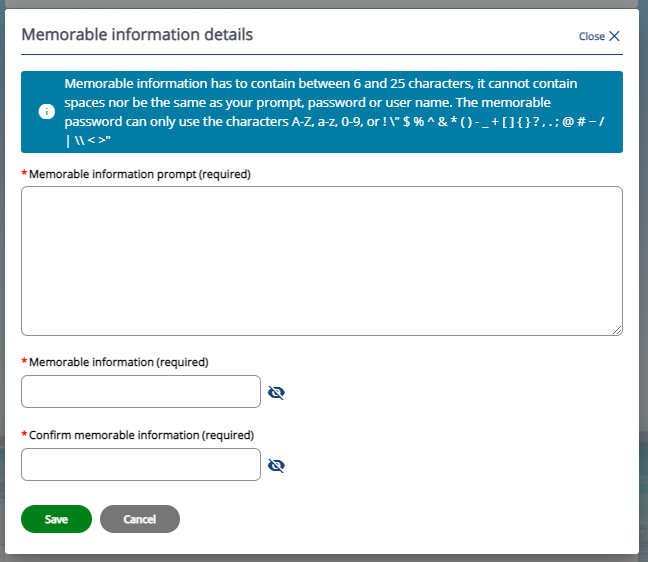 Memorable information details
Close
Memorable information has to contain between 6 and 25 characters, it cannot contain
spaces nor be the same as your prompt, password or user name. The memorable
password can only use the characters A-Z, a-z, 0-9, or ! \" $ % ^ & * ( ) - _ + [ ] { } ? , . ; @ # ~ /
| \\ < >"
* Memorable information prompt (required)
* Memorable information (required)
* Confirm memorable information (required)
Save Cancel